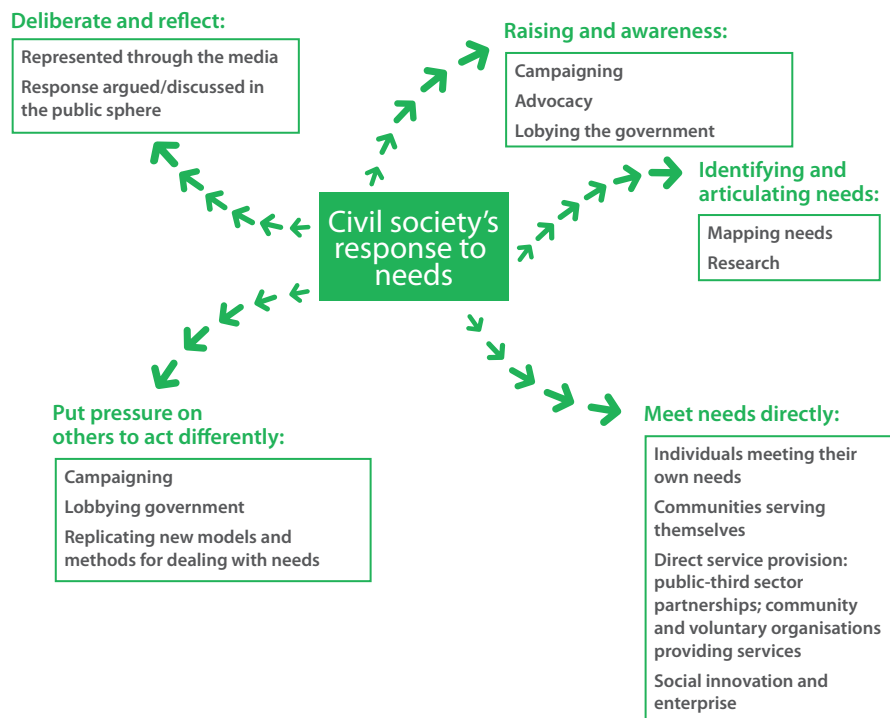 Deliberate and reflect:
Represented through the media
Response argued/discussed in
the public sphere
Raising and awareness:
Campaigning
Advocacy
Lobying the government
Identifying and
articulating needs:
Mapping needs
Research
Civil society's
response to
needs
Put pressure on
others to act differently:
Campaigning
Lobbying government
Replicating new models and
methods for dealing with needs
Meet needs directly:
Individuals meeting their
own needs
Communities serving
themselves
Direct service provision:
public-third sector
partnerships; community
and voluntary organisations
providing services
Social innovation and
enterprise